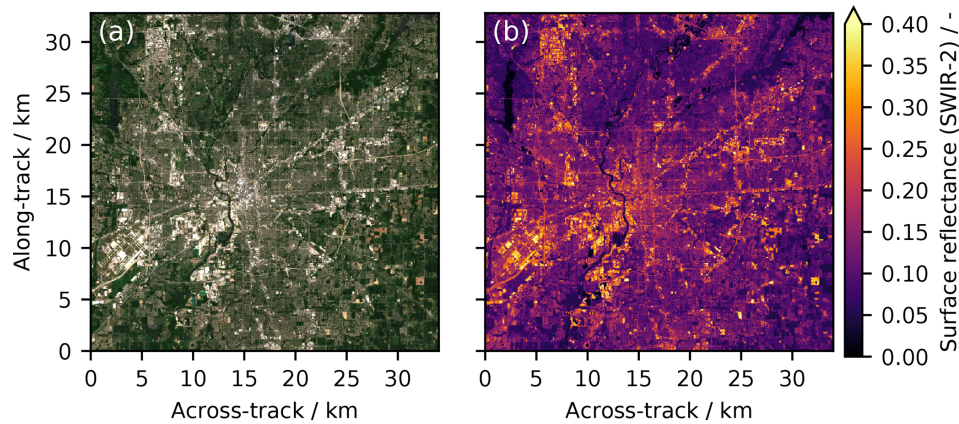 (a)
(b)
30
25
20
15
10
5
0
Along-track / km
0 5 10 15 20 25 30
Across-track / km
0 5 10 15 20 25 30
Across-track / km
0.40
0.35
0.30
0.25
0.20
0.15
0.10
0.05
0.00
Surface reflectance (SWIR-2) / -